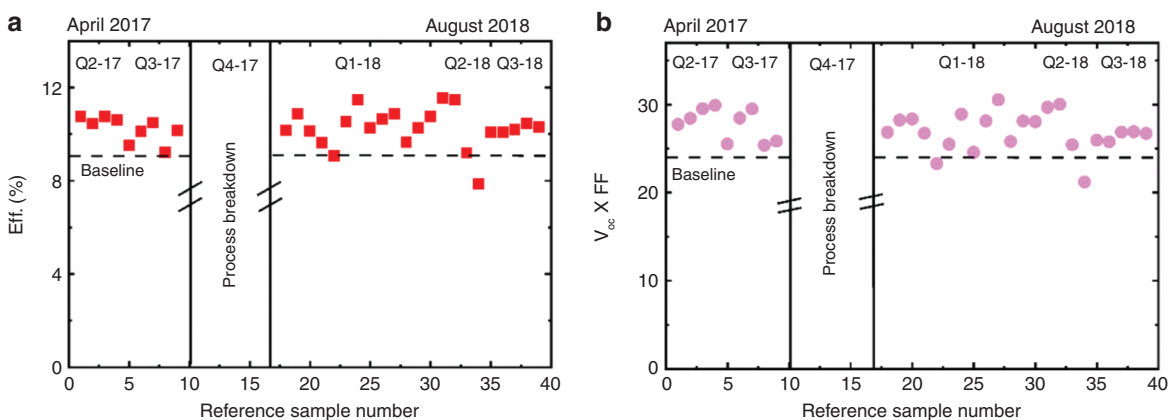 a
April 2017
August 2018
Q2-17 Q3-17 Q4-17 Q1-18 Q2-18 Q3-18
12
8
4
0
Eff. (%)
Baseline
Process breakdown
0 5 10 15 20 25 30 35 40
Reference sample number
b
April 2017
August 2018
Q2-17 Q3-17 Q4-17 Q1-18 Q2-18 Q3-18
30
20
10
0
Voc X FF
Baseline
Process breakdown
0 5 10 15 20 25 30 35 40
Reference sample number